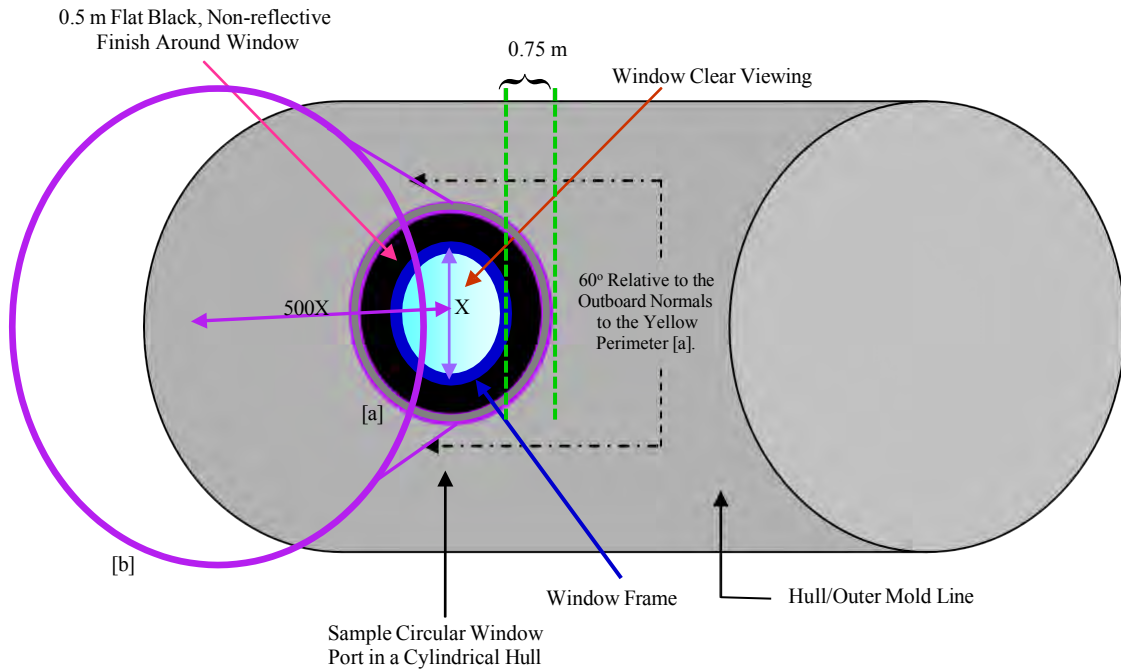 0.5 m Flat Black, Non-reflective
Finish Around Window
0.75 m
Window Clear Viewing
500X
X
60o Relative to the
Outboard Normals
to the Yellow
Perimeter [a].
[a]
[b]
Window Frame
Hull/Outer Mold Line
Sample Circular Window
Port in a Cylindrical Hull